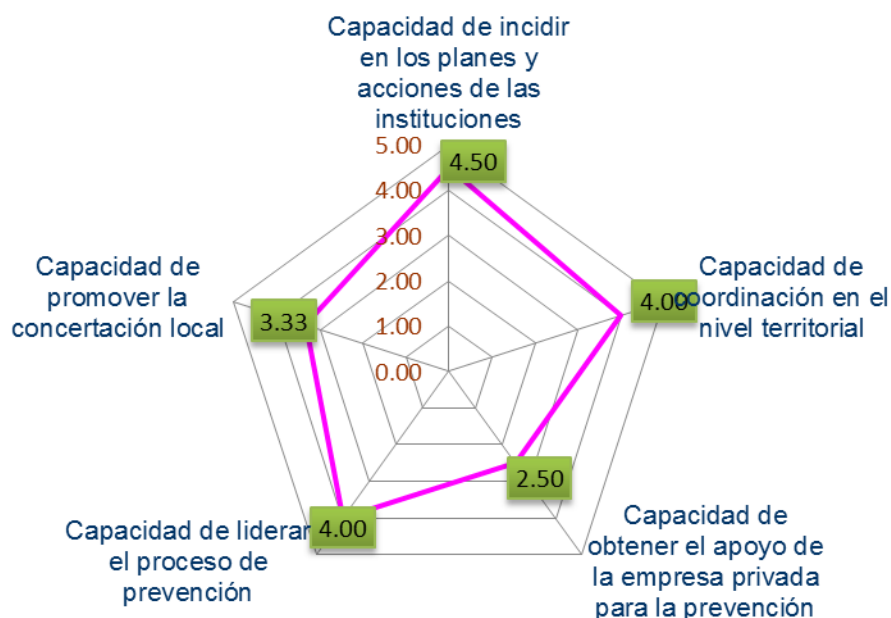 Capacidad de incidir
en los planes y
acciones de las
instituciones
5.00
4.50
4.00
3.00
2.00
1.00
0.00
Capacidad de
coordinación en el
nivel territorial
4.00
Capacidad de
promover la
concertación local
3.33
2.50
Capacidad de
obtener el apoyo de
la empresa privada
para la prevención
4.00
Capacidad de liderar
el proceso de
prevención